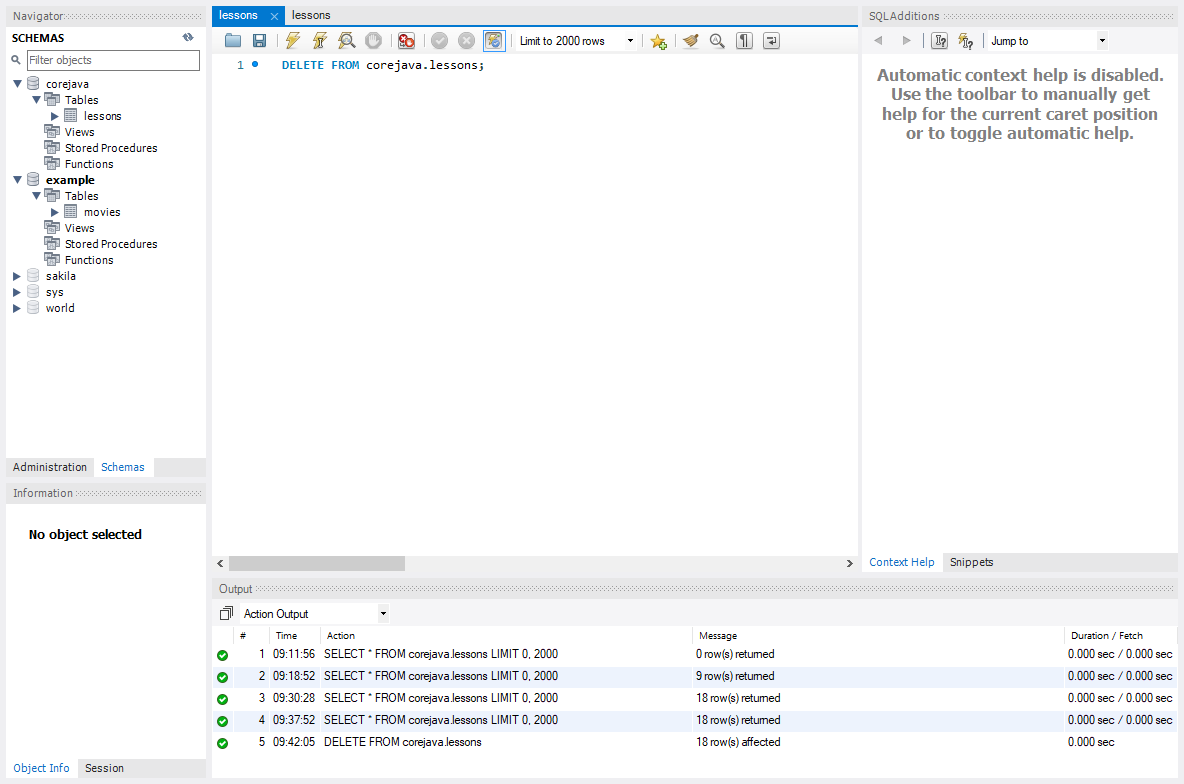 Navigator
SCHEMAS
Filter objects
corejava
Tables
lessons
Views
Stored Procedures
Functions
example
Tables
movies
Views
Stored Procedures
Functions
sakila
sys
world
Administration Schemas
Information
No object selected
Object Info Session
lessons lessons
Limit to 2000 rows
1 DELETE FROM corejava.lessons;
SQLAdditions
Jump to
Automatic context help is disabled.
Use the toolbar to manually get
help for the current caret position
or to toggle automatic help.
Context Help Snippets
Output
Action Output
# Time Action Message Duration / Fetch
1 09:11:56 SELECT * FROM corejava.lessons LIMIT 0, 2000 0 row(s) returned 0.000 sec / 0.000 sec
2 09:18:52 SELECT * FROM corejava.lessons LIMIT 0, 2000 9 row(s) returned 0.000 sec / 0.000 sec
3 09:30:28 SELECT * FROM corejava.lessons LIMIT 0, 2000 18 row(s) returned 0.000 sec / 0.000 sec
4 09:37:52 SELECT * FROM corejava.lessons LIMIT 0, 2000 18 row(s) returned 0.000 sec / 0.000 sec
5 09:42:05 DELETE FROM corejava.lessons 18 row(s) affected 0.000 sec